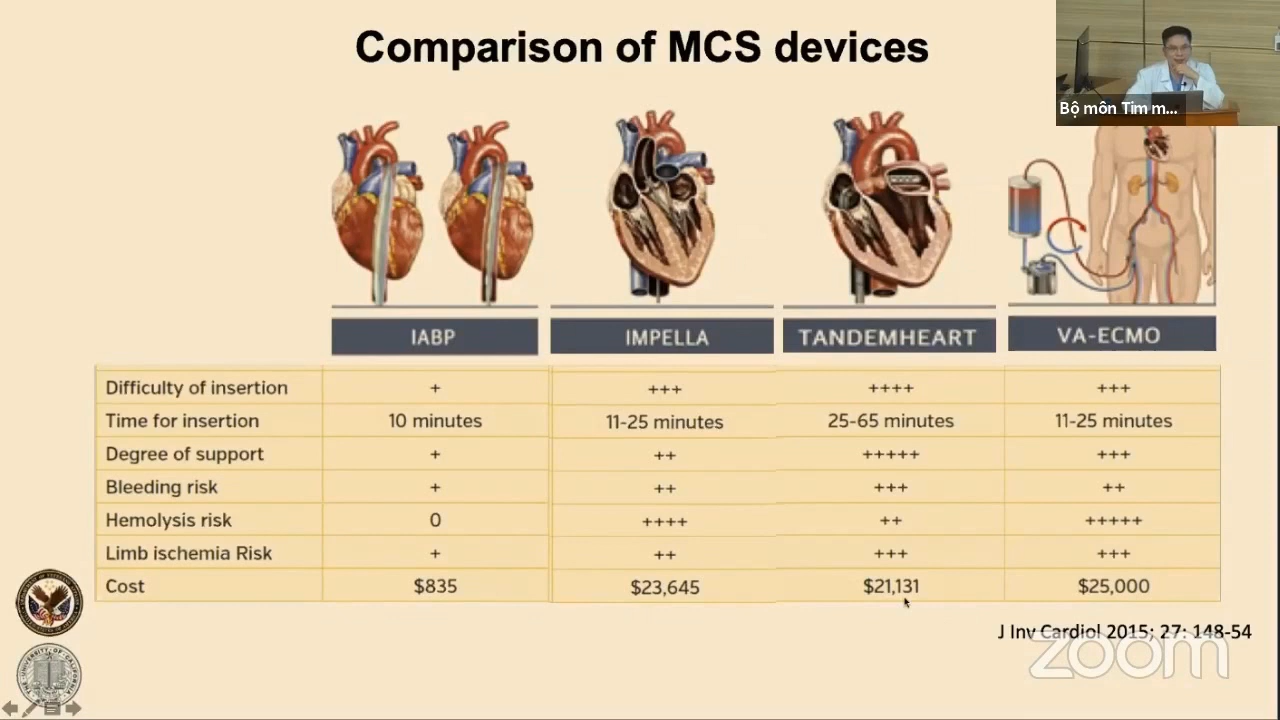 Comparison of MCS devices
Bộ môn Tim m...
IABP IMPELLA TANDEMHEART VA-ECMO
Difficulty of insertion + +++ ++++ +++
Time for insertion 10 minutes 11-25 minutes 25-65 minutes 11-25 minutes
Degree of support + ++ +++++ +++
Bleeding risk + ++ +++ ++
Hemolysis risk 0 ++++ ++ +++++
Limb ischemia Risk + ++ +++ +++
Cost $835 $23,645 $21,131 $25,000
J Inv Cardiol 2015; 27: 148-54
zoom